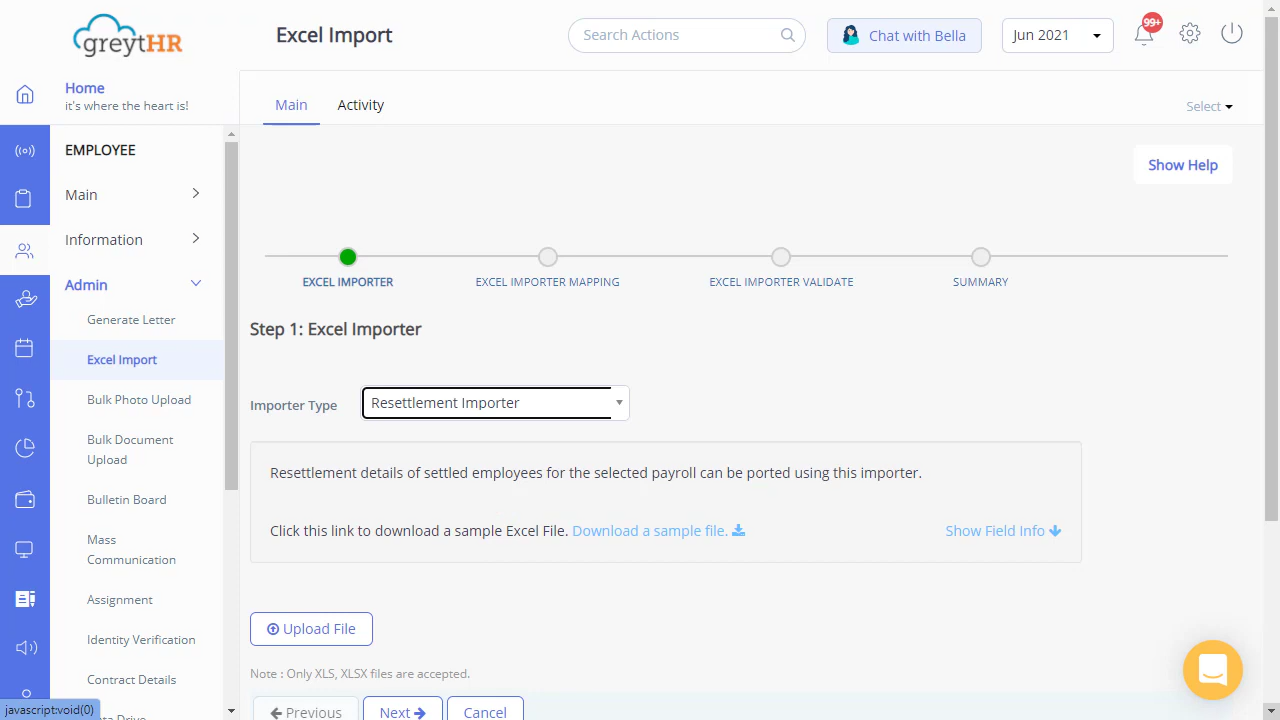 greytHR
Excel Import
Search Actions
Chat with Bella
Jun 2021
99+
Home
it's where the heart is!
Main
Activity
Select
EMPLOYEE
Main
Information
Admin
Generate Letter
Excel Import
Bulk Photo Upload
Bulk Document
Upload
Bulletin Board
Mass
Communication
Assignment
Identity Verification
Contract Details
Show Help
EXCEL IMPORTER
EXCEL IMPORTER MAPPING
EXCEL IMPORTER VALIDATE
SUMMARY
Step 1: Excel Importer
Importer Type
Resettlement Importer
Resettlement details of settled employees for the selected payroll can be ported using this importer.
Click this link to download a sample Excel File. Download a sample file.
Show Field Info
Upload File
Note : Only XLS, XLSX files are accepted.
Previous
Next
Cancel
javascript:void(0)